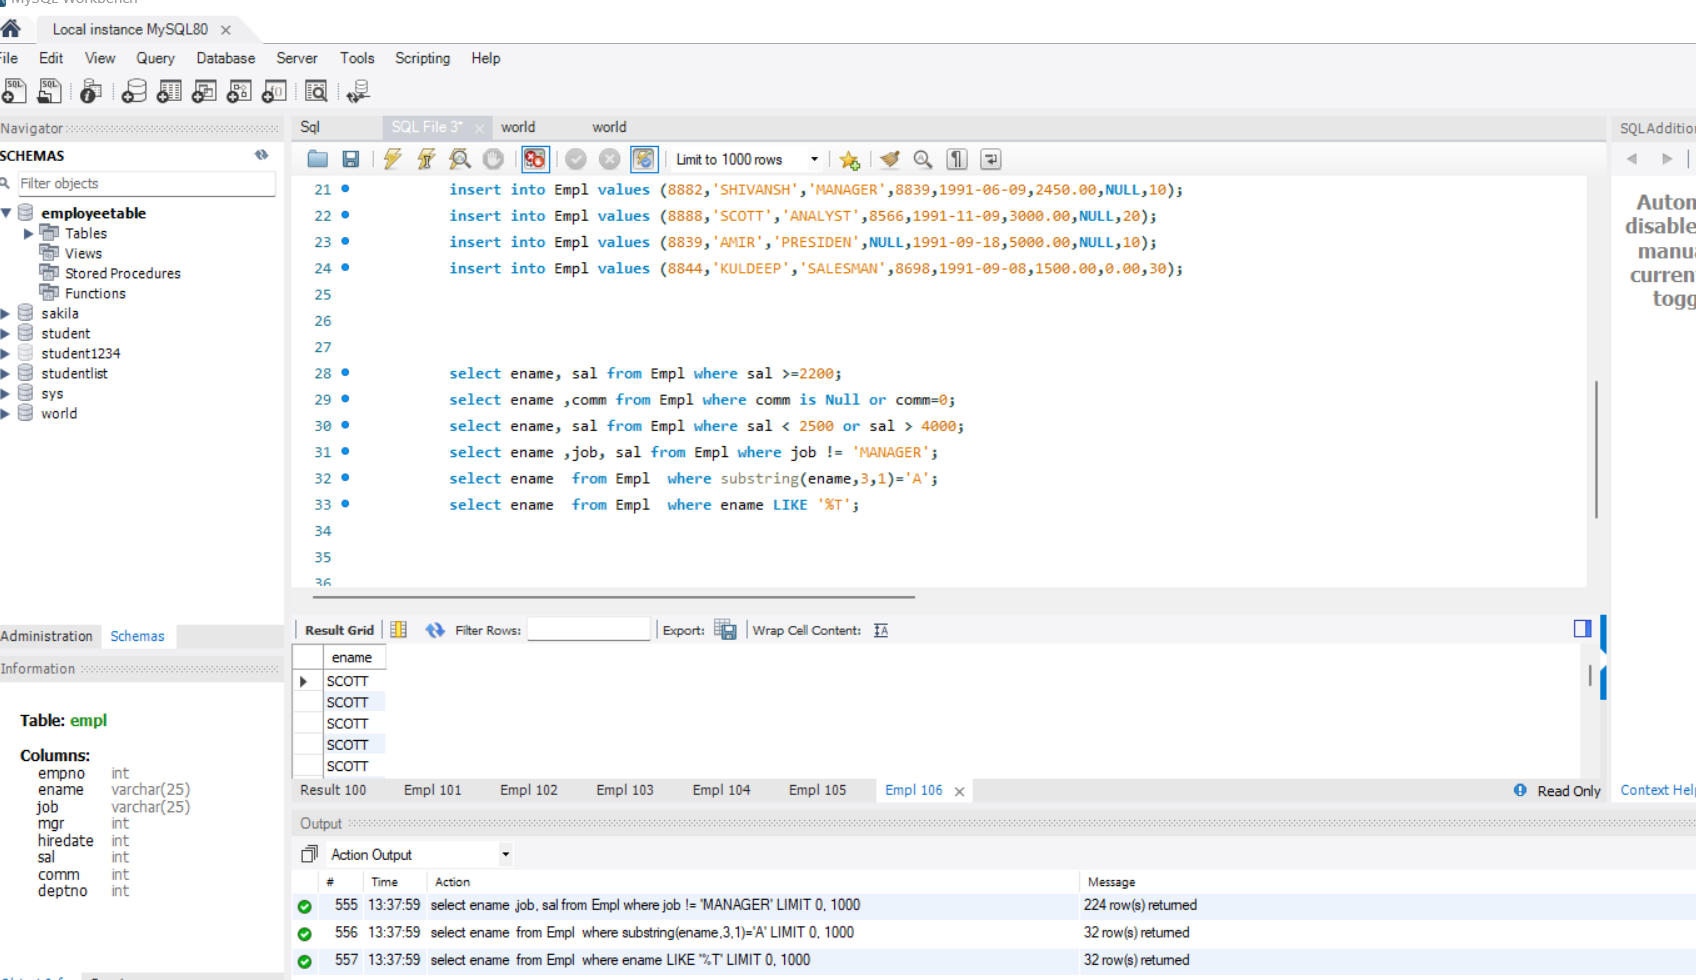 MySQL Workbench
Local instance MySQL80
File Edit View Query Database Server Tools Scripting Help
Navigator
SCHEMAS
Filter objects
employeetable
Tables
Views
Stored Procedures
Functions
sakila
student
student1234
studentlist
sys
world
Administration Schemas
Information
Table: empl
Columns:
empno int
ename varchar(25)
job varchar(25)
mgr int
hiredate int
sal int
comm int
deptno int
Sql SQL File 3* world world
Limit to 1000 rows
21 insert into Empl values (8882,'SHIVANSH','MANAGER',8839,1991-06-09,2450.00,NULL,10);
22 insert into Empl values (8888,'SCOTT','ANALYST',8566,1991-11-09,3000.00,NULL,20);
23 insert into Empl values (8839,'AMIR','PRESIDEN',NULL,1991-09-18,5000.00,NULL,10);
24 insert into Empl values (8844,'KULDEEP','SALESMAN',8698,1991-09-08,1500.00,0.00,30);
25
26
27
28 select ename, sal from Empl where sal >=2200;
29 select ename ,comm from Empl where comm is Null or comm=0;
30 select ename, sal from Empl where sal < 2500 or sal > 4000;
31 select ename ,job, sal from Empl where job != 'MANAGER';
32 select ename  from Empl  where substring(ename,3,1)='A';
33 select ename  from Empl  where ename LIKE '%T';
34
35
36
Result Grid Filter Rows: Export: Wrap Cell Content:
ename
SCOTT
SCOTT
SCOTT
SCOTT
SCOTT
Result 100 Empl 101 Empl 102 Empl 103 Empl 104 Empl 105 Empl 106 Read Only
Output
Action Output
# Time Action Message
555 13:37:59 select ename ,job, sal from Empl where job != 'MANAGER' LIMIT 0, 1000 224 row(s) returned
556 13:37:59 select ename  from Empl  where substring(ename,3,1)='A' LIMIT 0, 1000 32 row(s) returned
557 13:37:59 select ename  from Empl  where ename LIKE '%T' LIMIT 0, 1000 32 row(s) returned
SQLAddition
Autom
disable
manua
curren
togg
Context Help